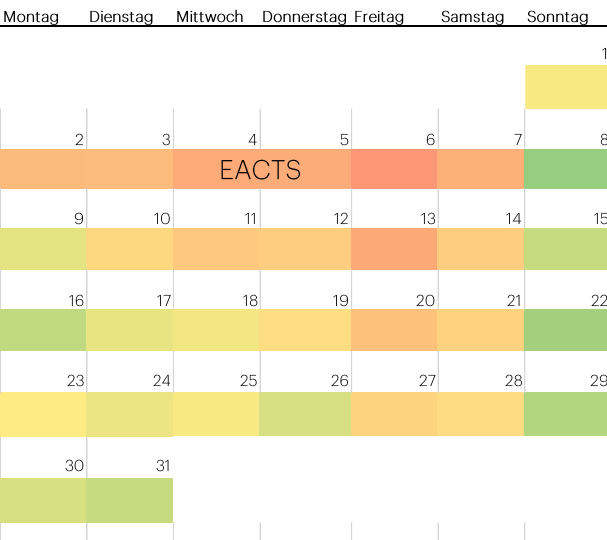 Montag Dienstag Mittwoch Donnerstag Freitag Samstag Sonntag
1
2 3 4 5 6 7 8
EACTS
9 10 11 12 13 14 15
16 17 18 19 20 21 22
23 24 25 26 27 28 29
30 31